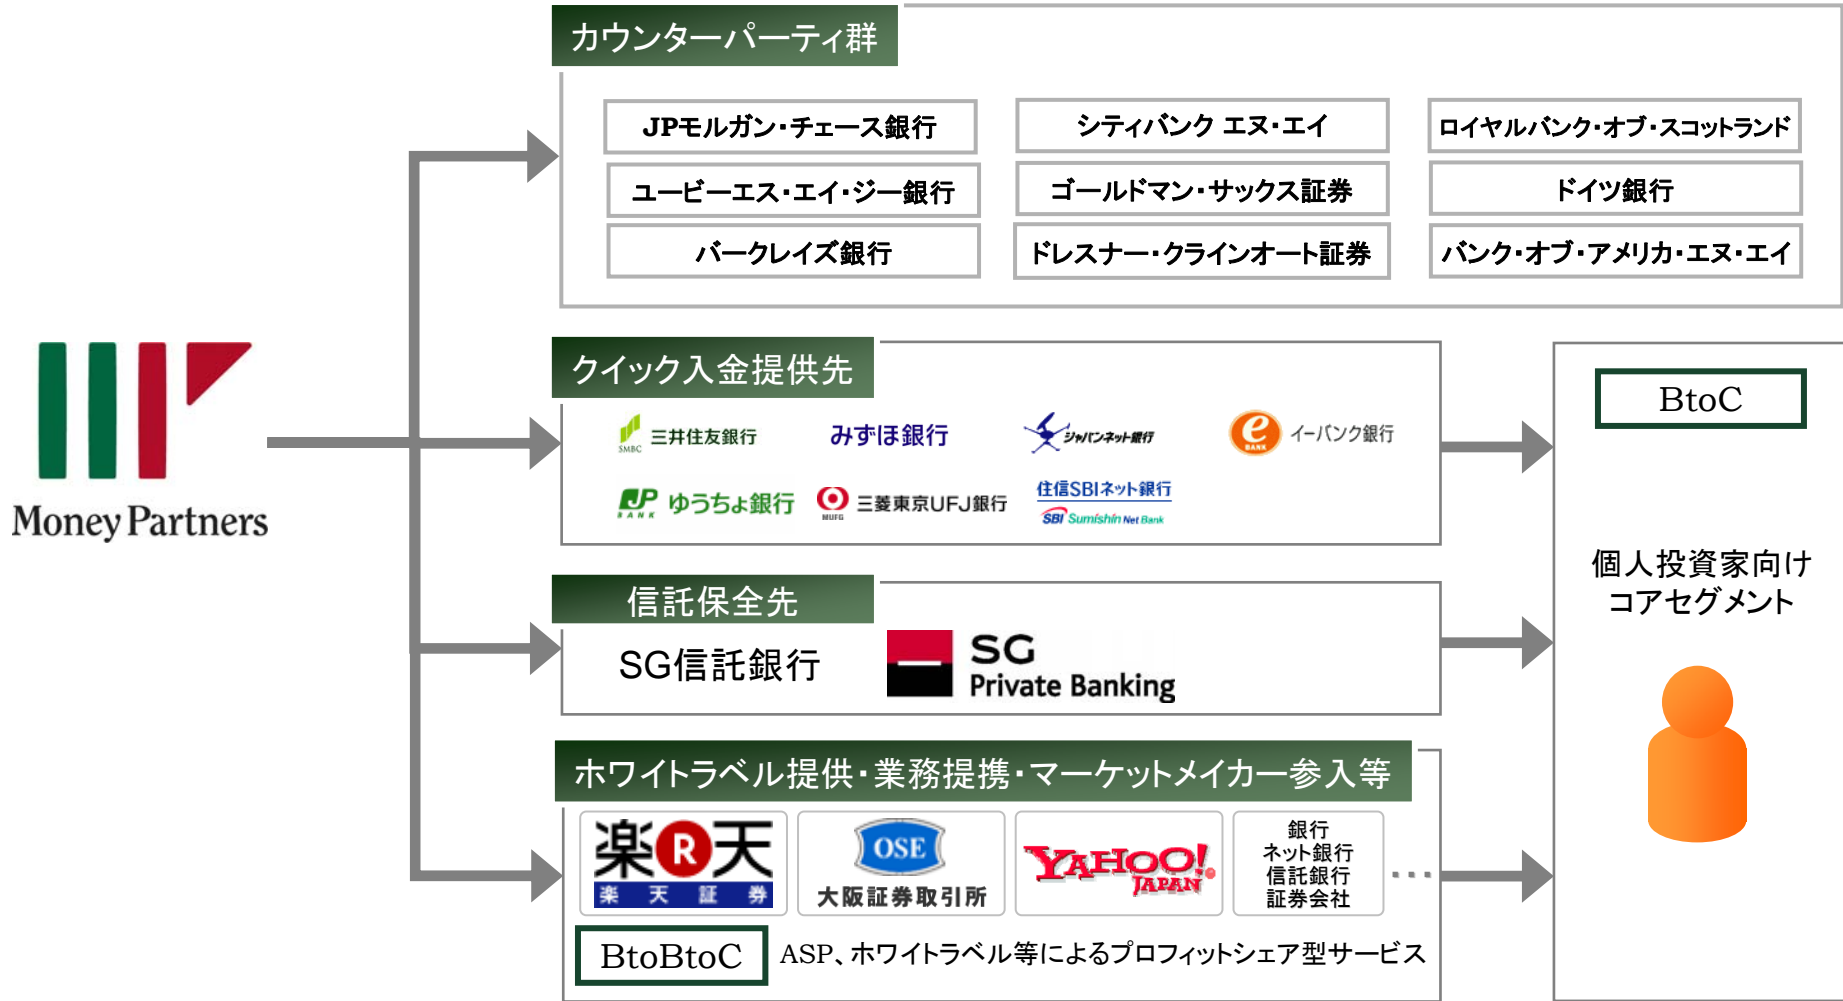 カウンターパーティ群
JPモルガン・チェース銀行
シティバンク エヌ・エイ
ロイヤルバンク・オブ・スコットランド
ユービーエス・エイ・ジー銀行
ゴールドマン・サックス証券
ドイツ銀行
バークレイズ銀行
ドレスナー・クラインオート証券
バンク・オブ・アメリカ・エヌ・エイ
Money Partners
クイック入金提供先
SMBC
三井住友銀行
みずほ銀行
ジャパンネット銀行
e
BANK
イーバンク銀行
JP
BANK
ゆうちょ銀行
MUFG
三菱東京UFJ銀行
住信SBIネット銀行
SBI Sumishin Net Bank
信託保全先
SG信託銀行
SG
Private Banking
ホワイトラベル提供・業務提携・マーケットメイカー参入等
楽R天
楽天証券
OSE
大阪証券取引所
YAHOO!
JAPAN
銀行
ネット銀行
信託銀行
証券会社
・・・
BtoBtoC
ASP、ホワイトラベル等によるプロフィットシェア型サービス
BtoC
個人投資家向け
コアセグメント